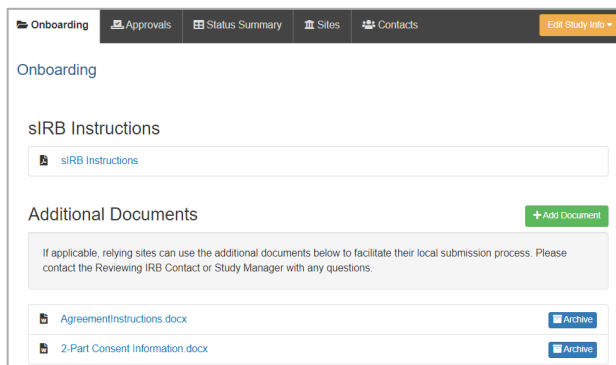 Onboarding Approvals Status Summary Sites Contacts Edit Study Info
Onboarding
sIRB Instructions
sIRB Instructions
Additional Documents
+ Add Document
If applicable, relying sites can use the additional documents below to facilitate their local submission process. Please
contact the Reviewing IRB Contact or Study Manager with any questions.
AgreementInstructions.docx Archive
2-Part Consent Information.docx Archive